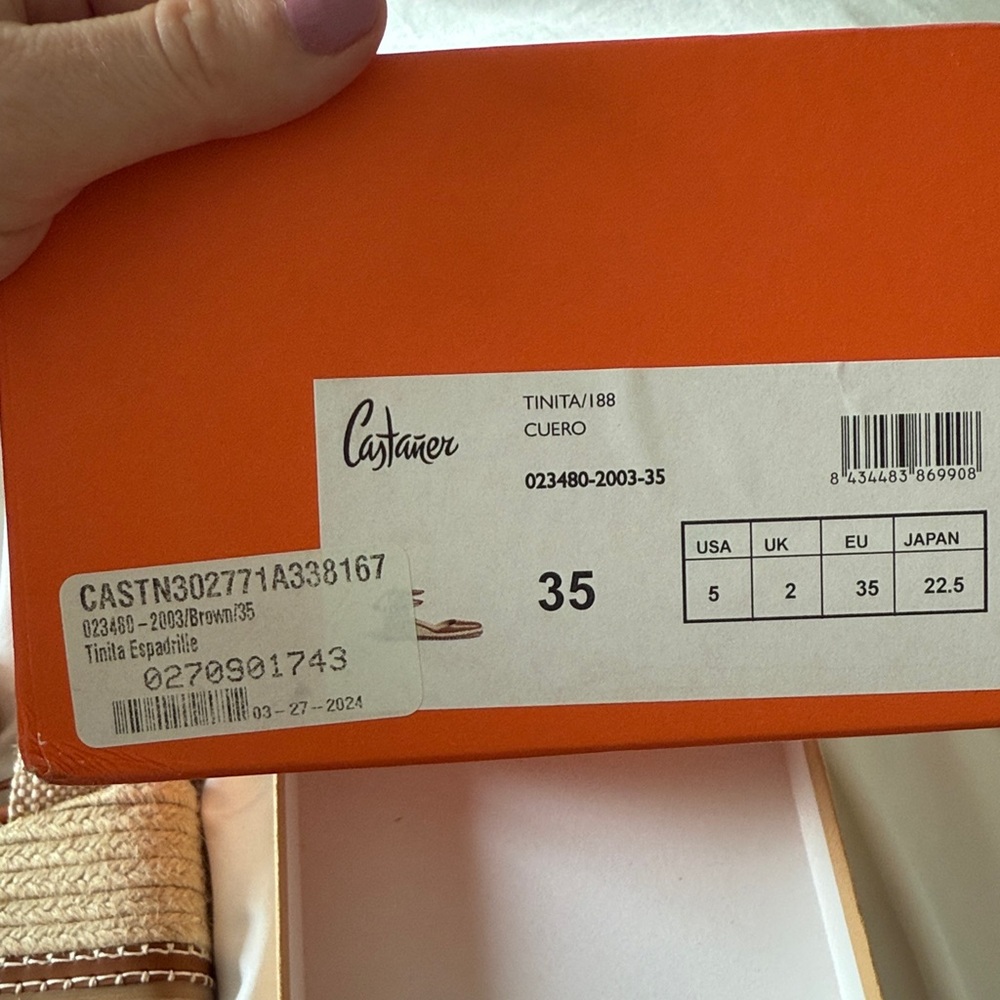 Castañer
TINITA/188
CUERO
023480-2003-35
8 434483 869908
35
USA UK EU JAPAN
5 2 35 22.5
CASTN302771A338167
023480-2003/Brown/35
Tinita Espadrille
0270901743
03-27-2024